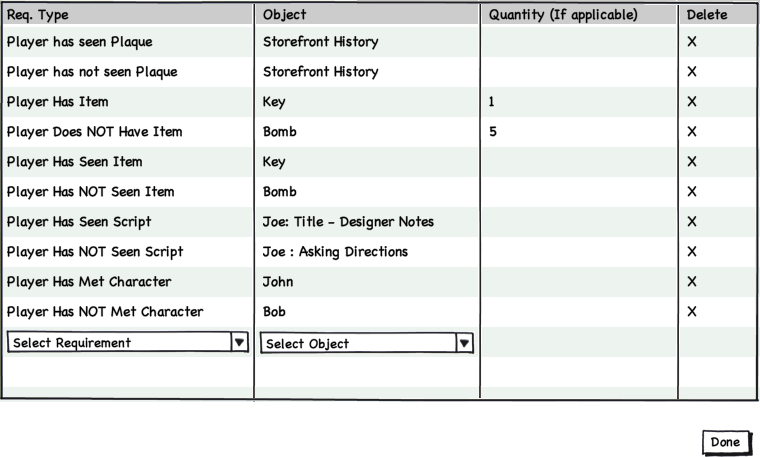 Req. Type Object Quantity (If applicable) Delete
Player has seen Plaque Storefront History X
Player has not seen Plaque Storefront History X
Player Has Item Key 1 X
Player Does NOT Have Item Bomb 5 X
Player Has Seen Item Key X
Player Has NOT Seen Item Bomb X
Player Has Seen Script Joe: Title - Designer Notes X
Player Has NOT Seen Script Joe : Asking Directions X
Player Has Met Character John X
Player Has NOT Met Character Bob X
Select Requirement Select Object
Done